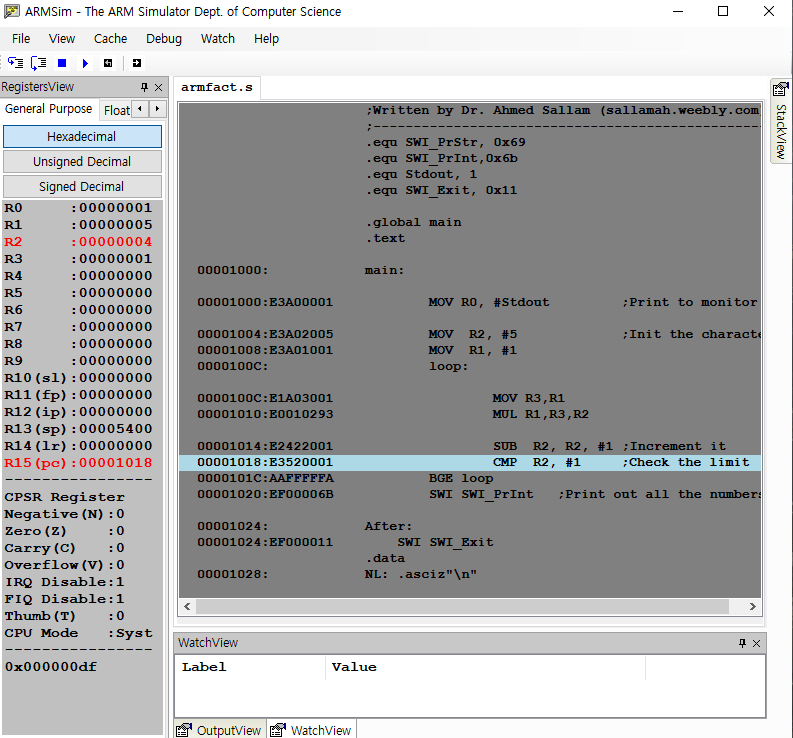 ARMSim - The ARM Simulator Dept. of Computer Science
File View Cache Debug Watch Help
RegistersView
General Purpose Float
Hexadecimal
Unsigned Decimal
Signed Decimal
R0 :00000001
R1 :00000005
R2 :00000004
R3 :00000001
R4 :00000000
R5 :00000000
R6 :00000000
R7 :00000000
R8 :00000000
R9 :00000000
R10(sl):00000000
R11(fp):00000000
R12(ip):00000000
R13(sp):00005400
R14(lr):00000000
R15(pc):00001018
----------------
CPSR Register
Negative(N):0
Zero(Z) :0
Carry(C) :0
Overflow(V):0
IRQ Disable:1
FIQ Disable:1
Thumb(T) :0
CPU Mode :Syst
----------------
0x000000df
armfact.s
;Written by Dr. Ahmed Sallam (sallamah.weebly.com
;------------------------------------------------
.equ SWI_PrStr, 0x69
.equ SWI_PrInt,0x6b
.equ Stdout, 1
.equ SWI_Exit, 0x11
.global main
.text
00001000: main:
00001000:E3A00001 MOV R0, #Stdout ;Print to monitor
00001004:E3A02005 MOV R2, #5 ;Init the characte
00001008:E3A01001 MOV R1, #1
0000100C: loop:
0000100C:E1A03001 MOV R3,R1
00001010:E0010293 MUL R1,R3,R2
00001014:E2422001 SUB R2, R2, #1 ;Increment it
00001018:E3520001 CMP R2, #1 ;Check the limit
0000101C:AAFFFFFA BGE loop
00001020:EF00006B SWI SWI_PrInt ;Print out all the numbers
00001024: After:
00001024:EF000011 SWI SWI_Exit
.data
00001028: NL: .asciz"\n"
StackView
WatchView
Label Value
OutputView WatchView